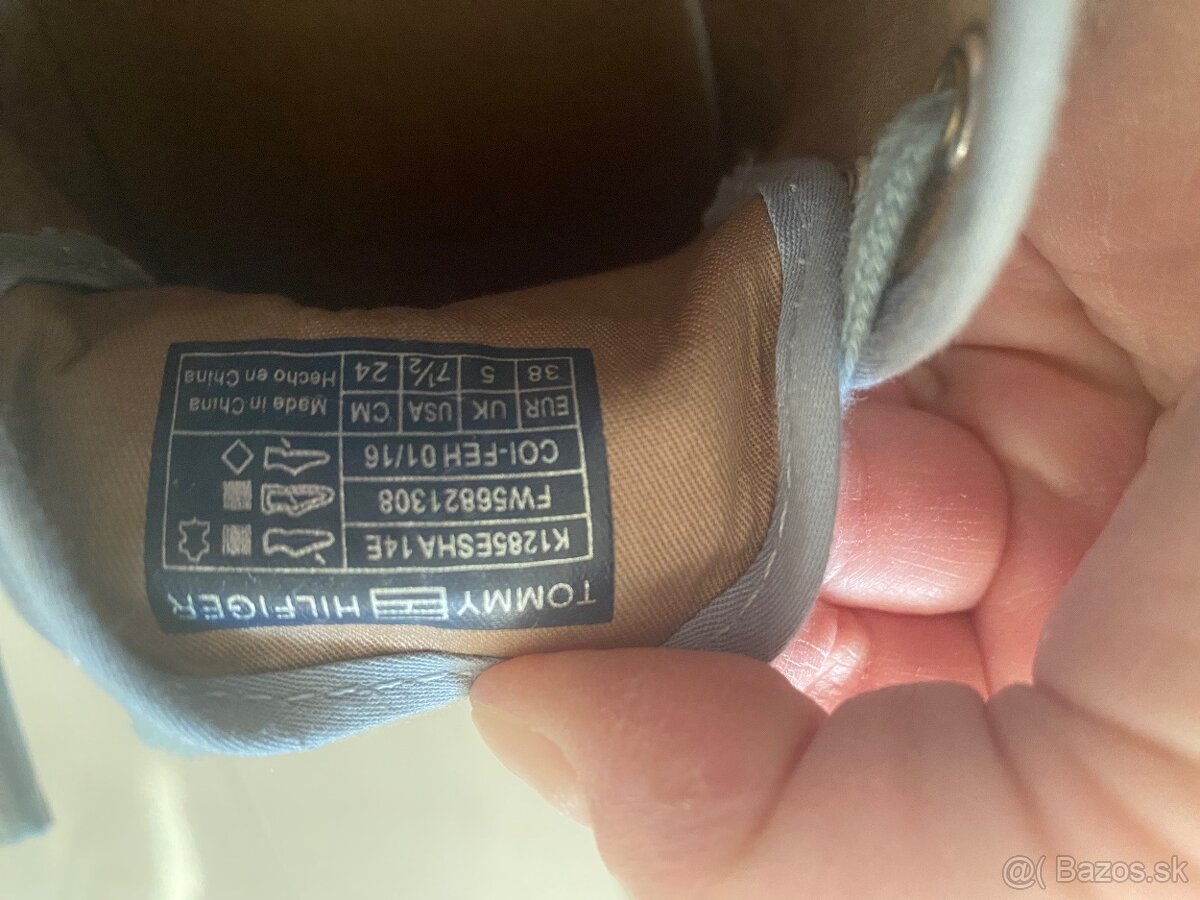 TOMMY HILFIGER
K1285ESHA 14E
FW56821308
COI-FEH 01/16
EUR UK USA CM Made in China
38 5 7½ 24 Hecho en China
@( Bazos.sk